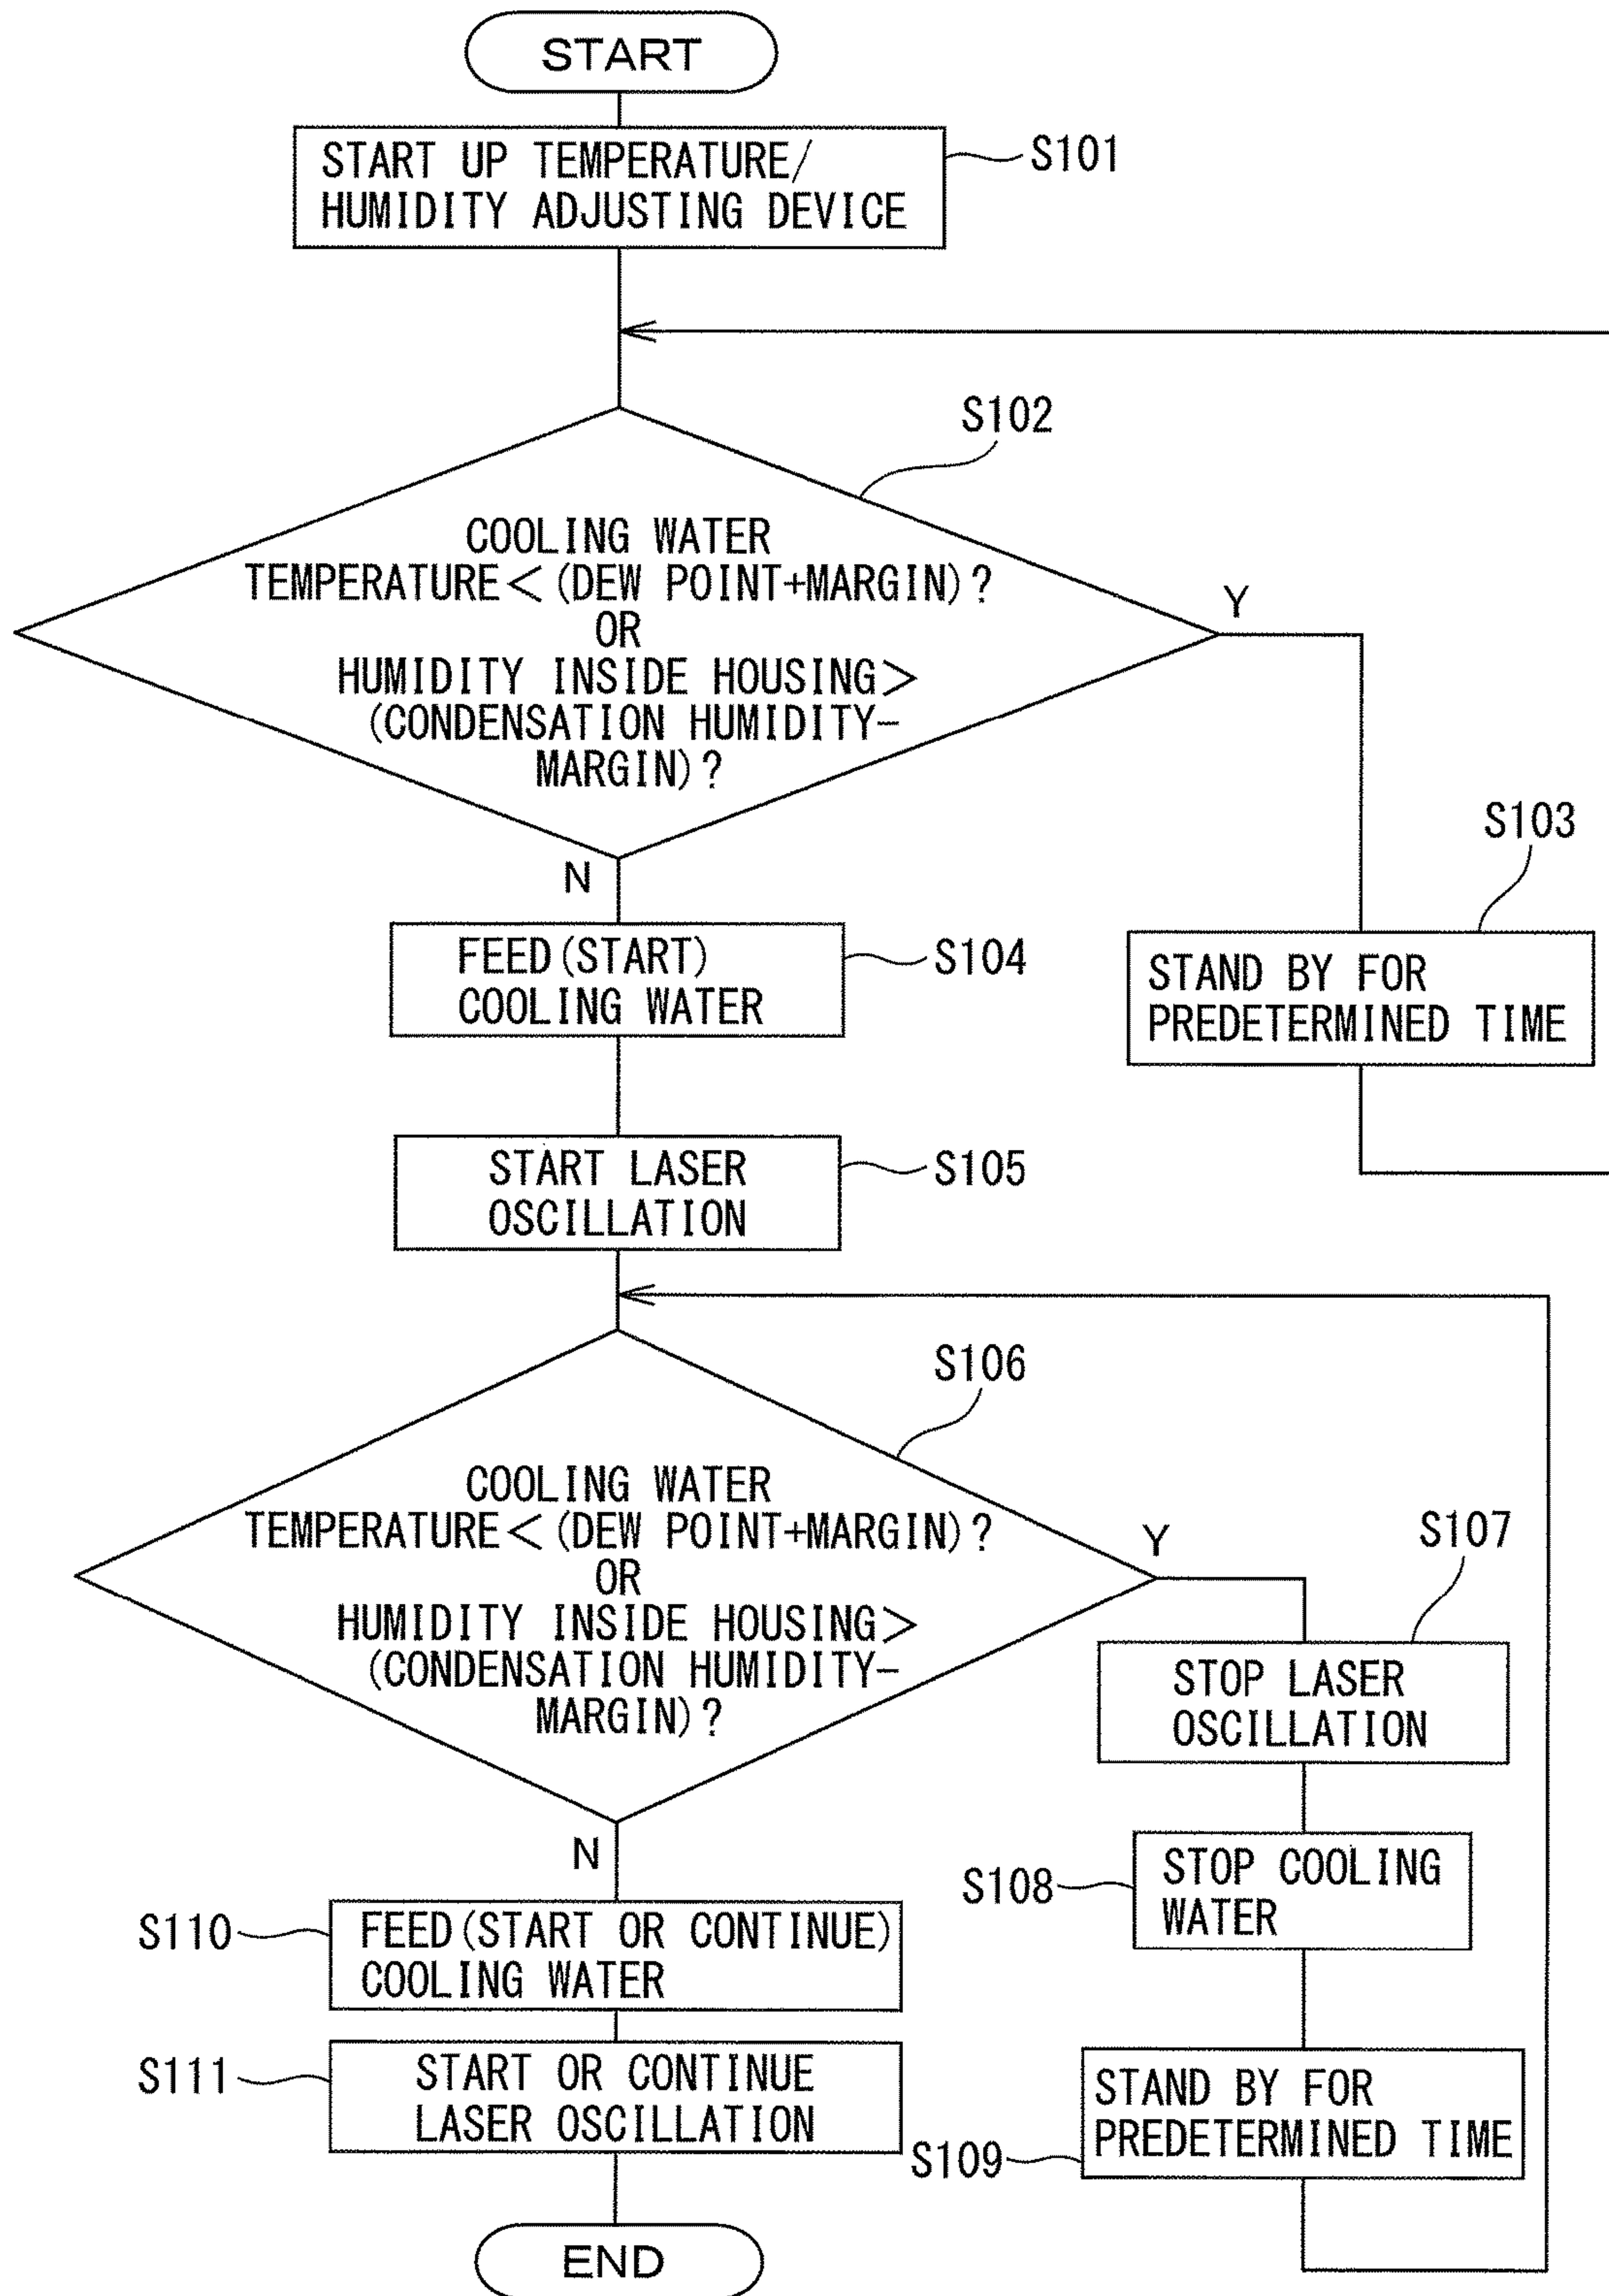 START
START UP TEMPERATURE/
HUMIDITY ADJUSTING DEVICE
S101
S102
COOLING WATER
TEMPERATURE<(DEW POINT+MARGIN)?
OR
HUMIDITY INSIDE HOUSING>
(CONDENSATION HUMIDITY-
MARGIN)?
Y
N
S103
STAND BY FOR
PREDETERMINED TIME
FEED(START)
COOLING WATER
S104
START LASER
OSCILLATION
S105
S106
COOLING WATER
TEMPERATURE<(DEW POINT+MARGIN)?
OR
HUMIDITY INSIDE HOUSING>
(CONDENSATION HUMIDITY-
MARGIN)?
Y
N
S107
STOP LASER
OSCILLATION
S108
STOP COOLING
WATER
S109
STAND BY FOR
PREDETERMINED TIME
S110
FEED(START OR CONTINUE)
COOLING WATER
S111
START OR CONTINUE
LASER OSCILLATION
END